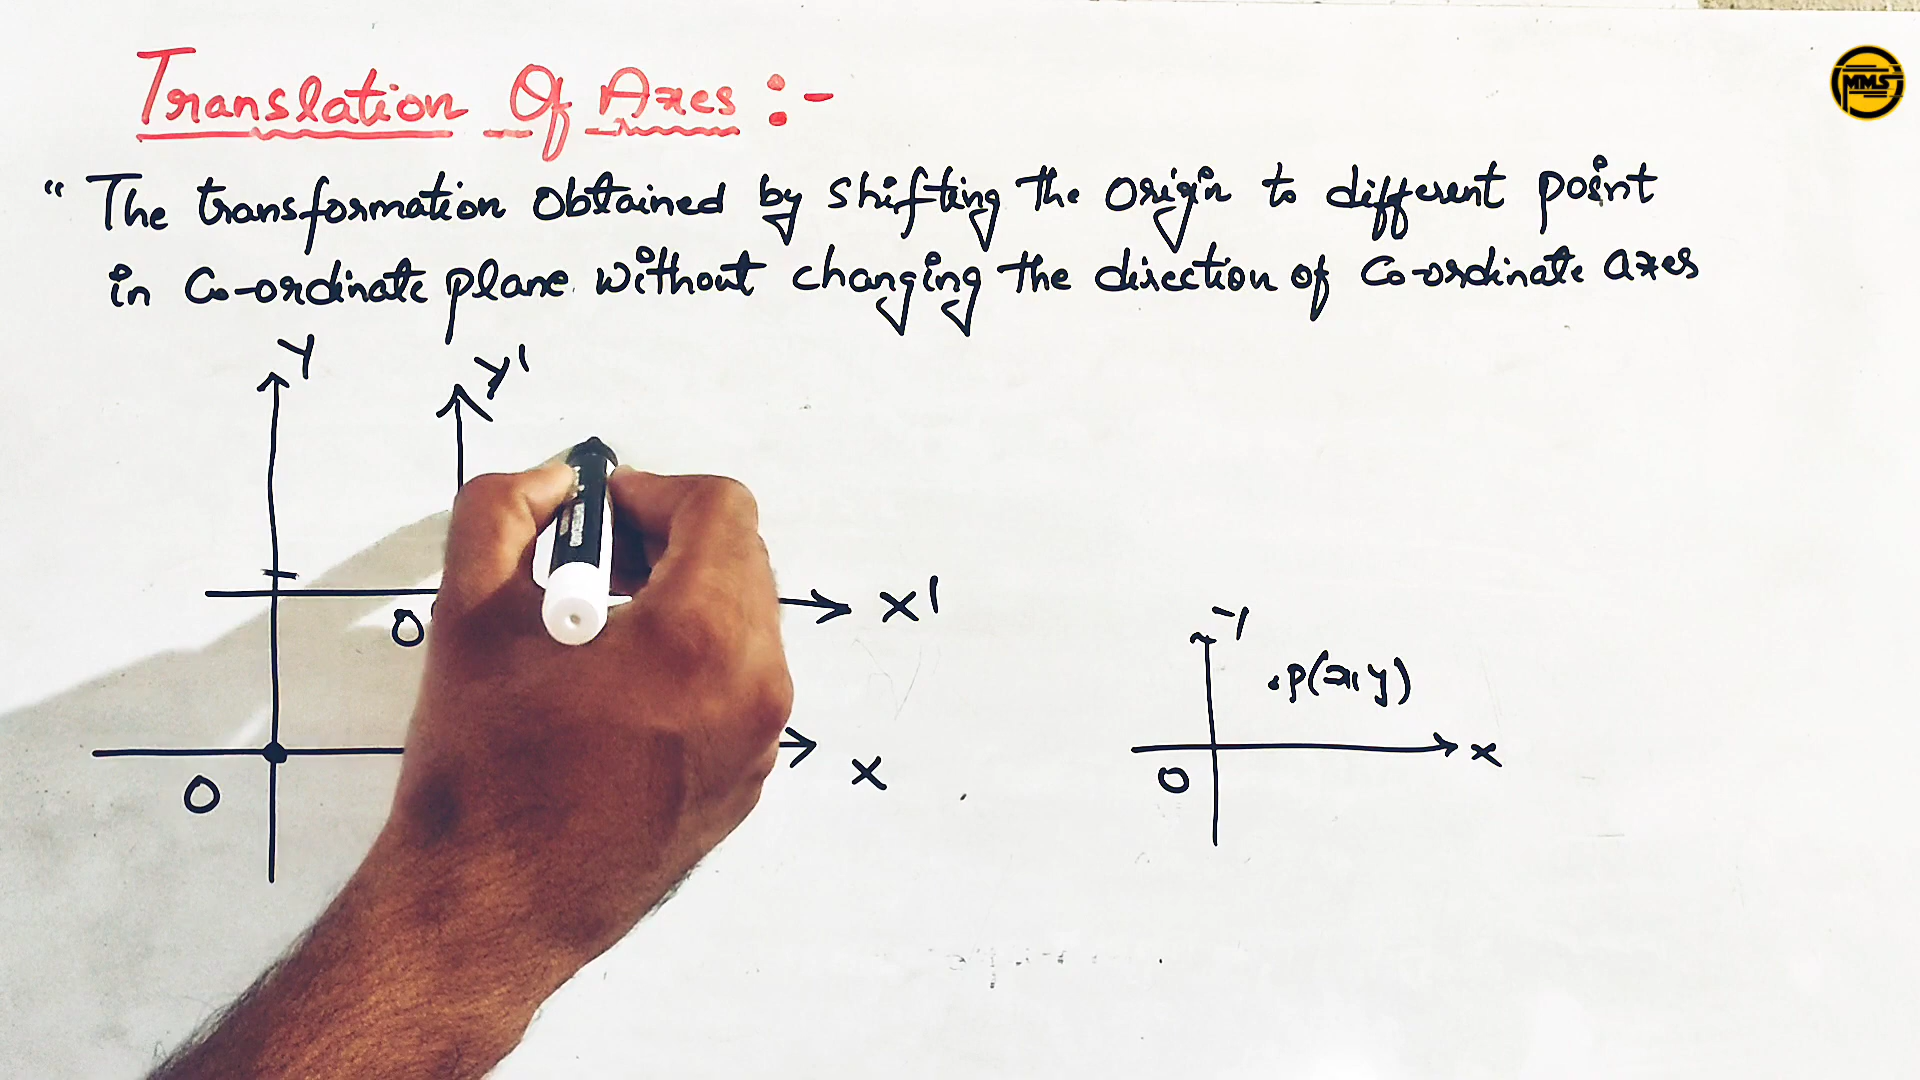 Translation Of Axes :-
“ The transformation obtained by shifting the origin to different point
in Co-ordinate plane. without changing the direction of Co-ordinate axes
Y
Y'
O
X'
O
X
Y
.P(x, y)
O
X
MMS